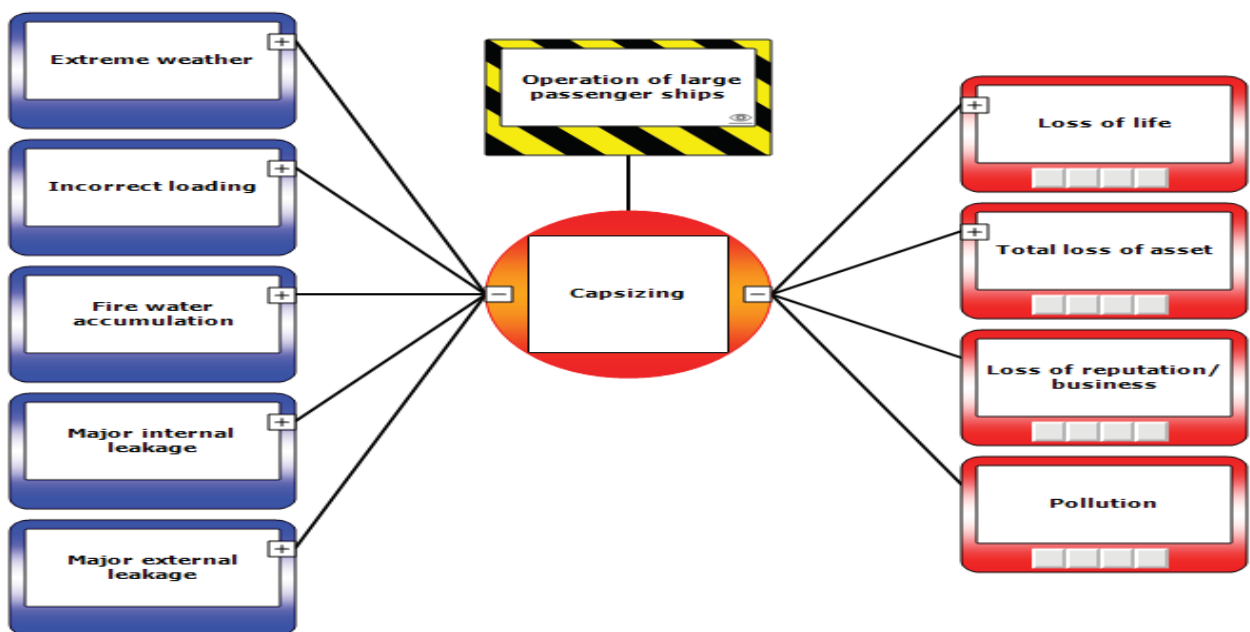 Extreme weather
Incorrect loading
Fire water
accumulation
Major internal
leakage
Major external
leakage
Operation of large
passenger ships
Capsizing
Loss of life
Total loss of asset
Loss of reputation/
business
Pollution